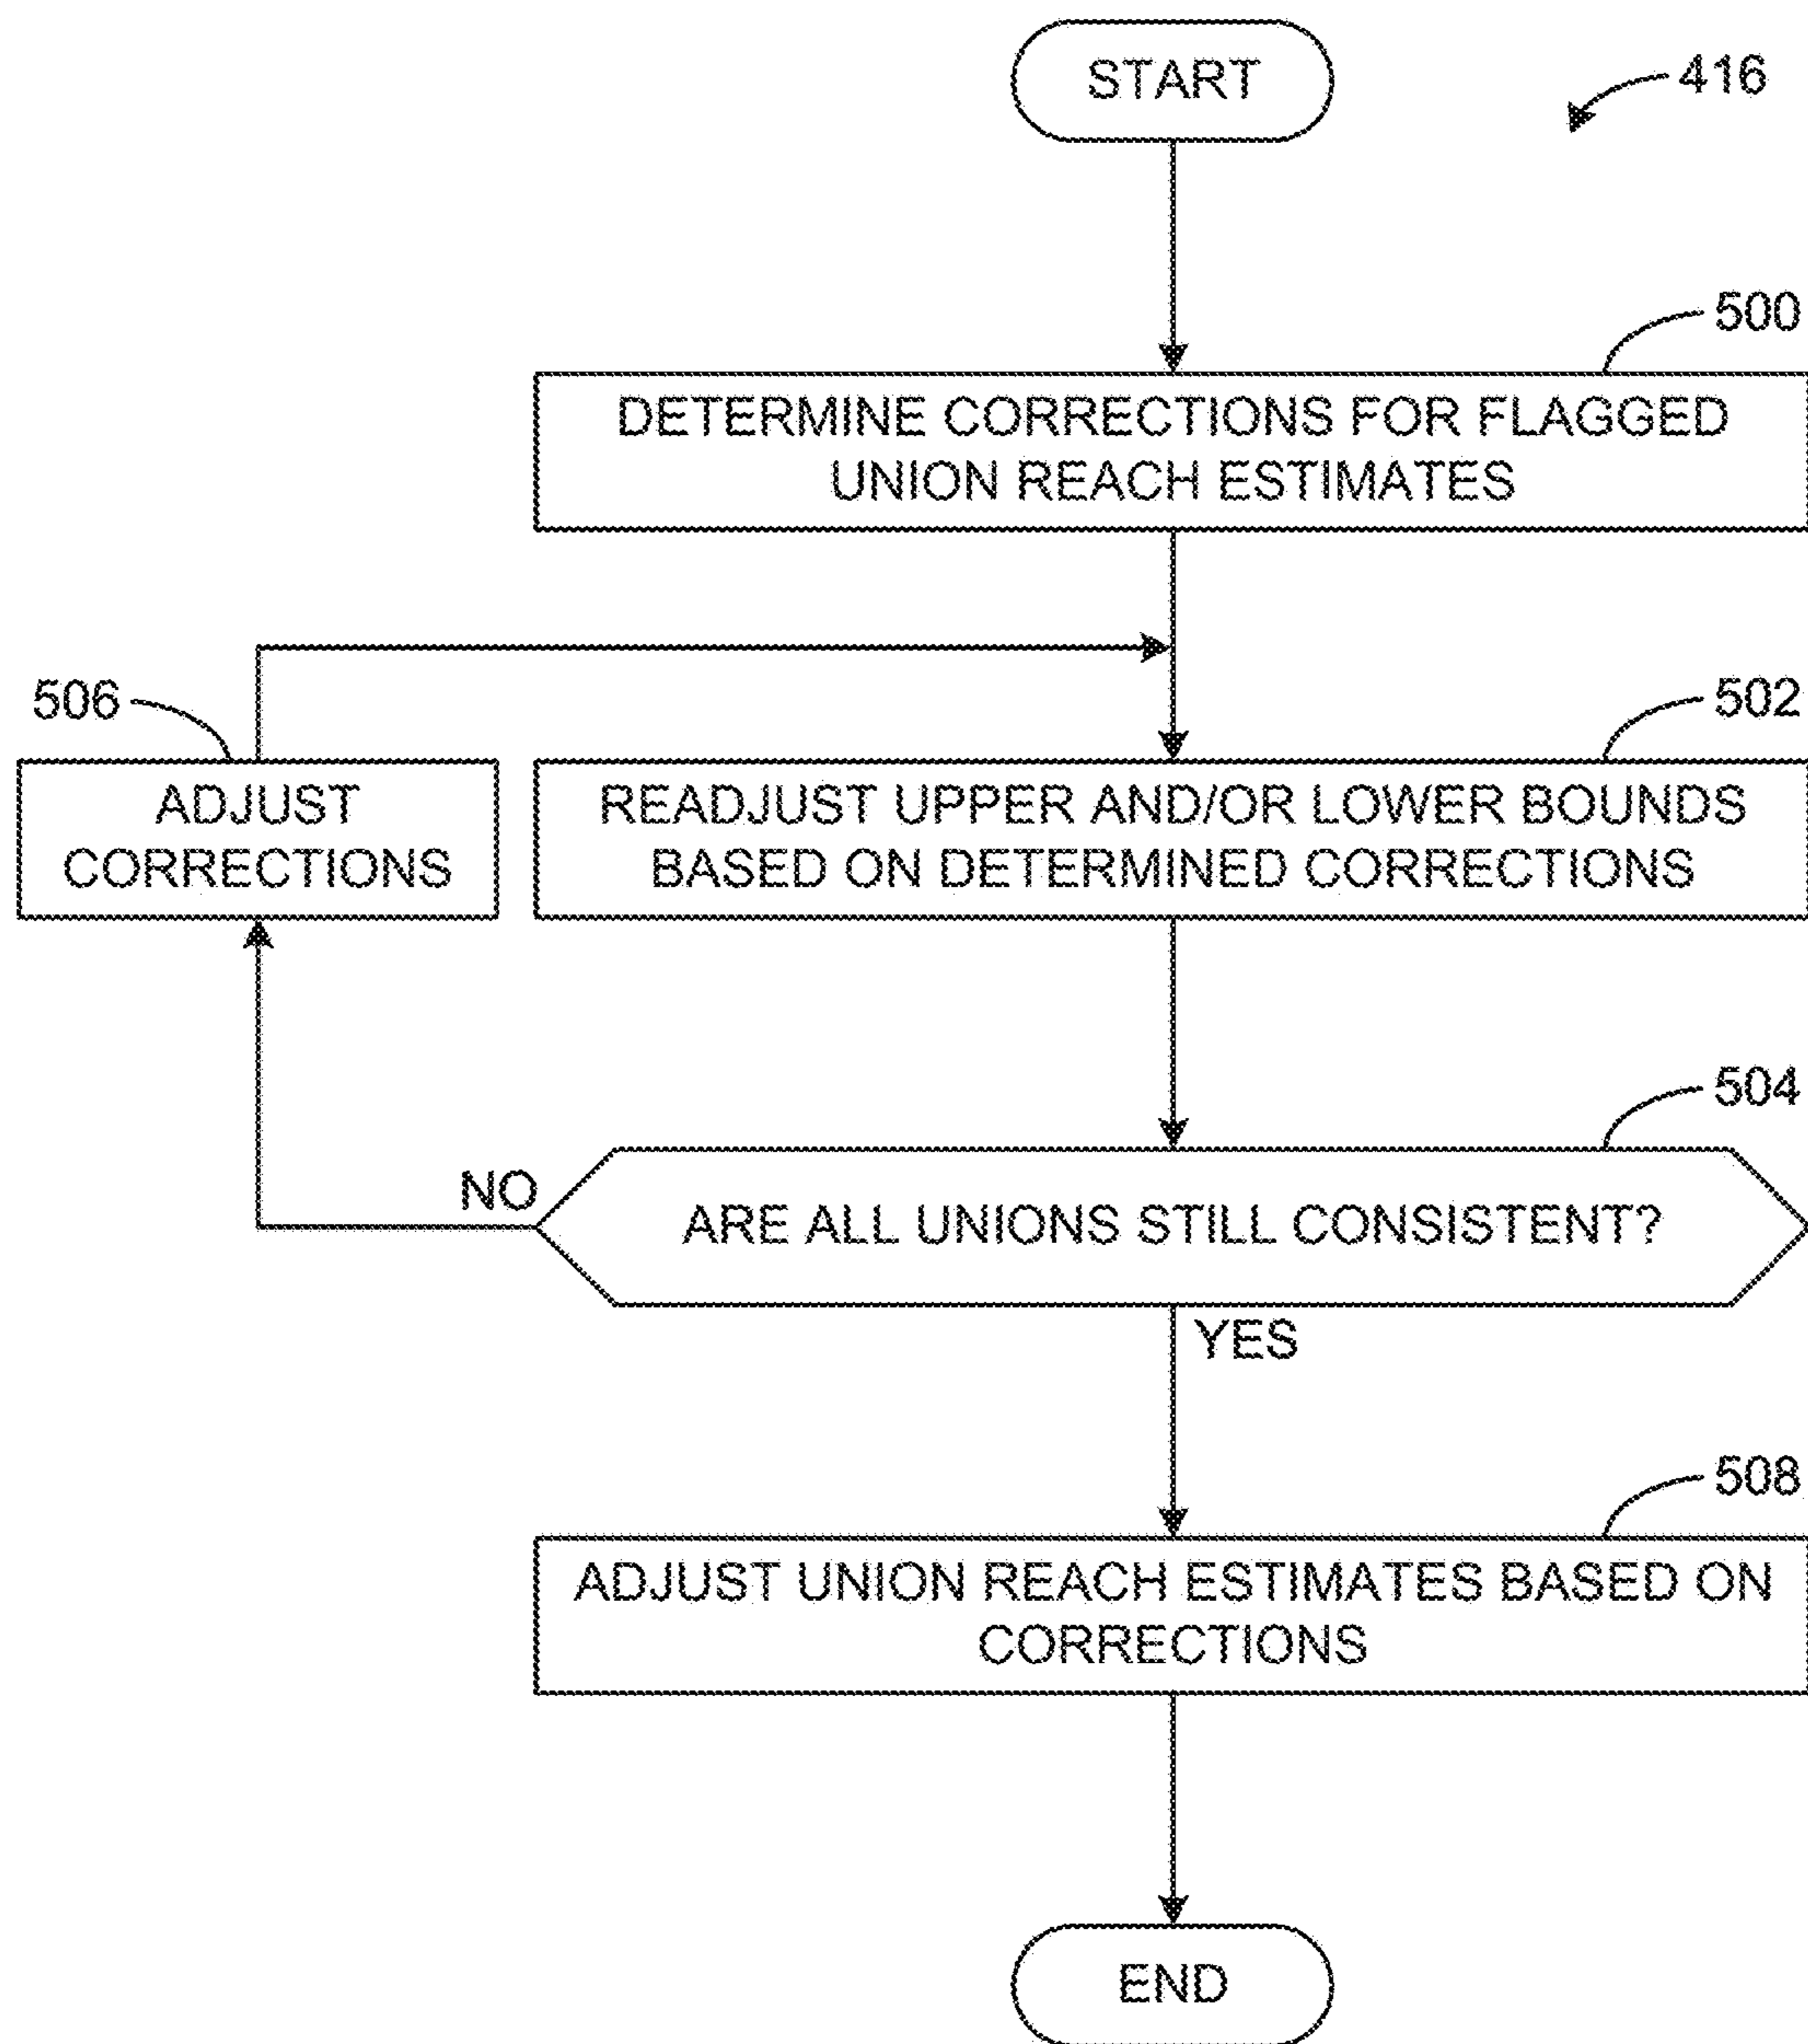 START
416
500
DETERMINE CORRECTIONS FOR FLAGGED
UNION REACH ESTIMATES
506
502
ADJUST
CORRECTIONS
READJUST UPPER AND/OR LOWER BOUNDS
BASED ON DETERMINED CORRECTIONS
504
NO
ARE ALL UNIONS STILL CONSISTENT?
YES
508
ADJUST UNION REACH ESTIMATES BASED ON
CORRECTIONS
END